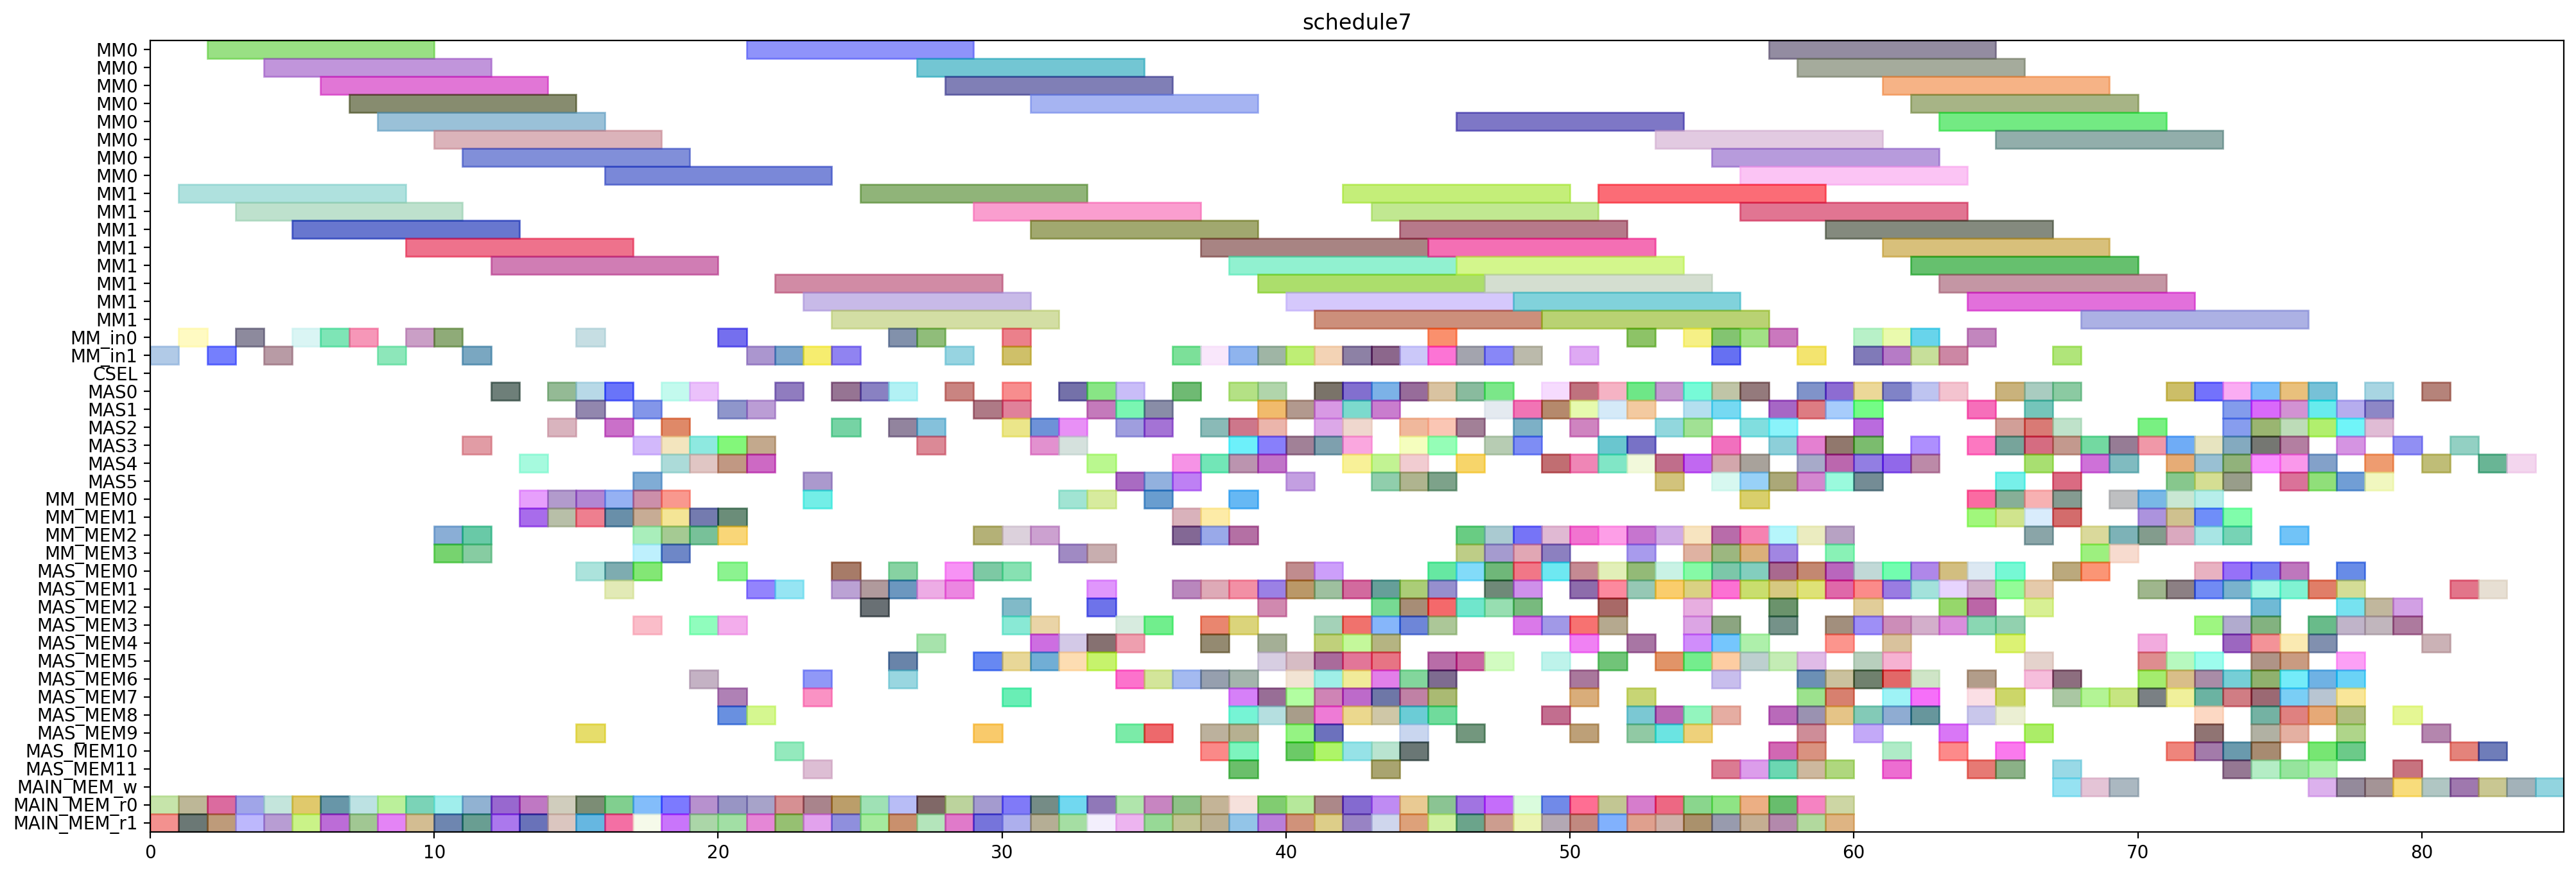 schedule7
MM0
MM0
MM0
MM0
MM0
MM0
MM0
MM0
MM1
MM1
MM1
MM1
MM1
MM1
MM1
MM1
MM_in0
MM_in1
CSEL
MAS0
MAS1
MAS2
MAS3
MAS4
MAS5
MM_MEM0
MM_MEM1
MM_MEM2
MM_MEM3
MAS_MEM0
MAS_MEM1
MAS_MEM2
MAS_MEM3
MAS_MEM4
MAS_MEM5
MAS_MEM6
MAS_MEM7
MAS_MEM8
MAS_MEM9
MAS_MEM10
MAS_MEM11
MAIN_MEM_w
MAIN_MEM_r0
MAIN_MEM_r1
0 10 20 30 40 50 60 70 80